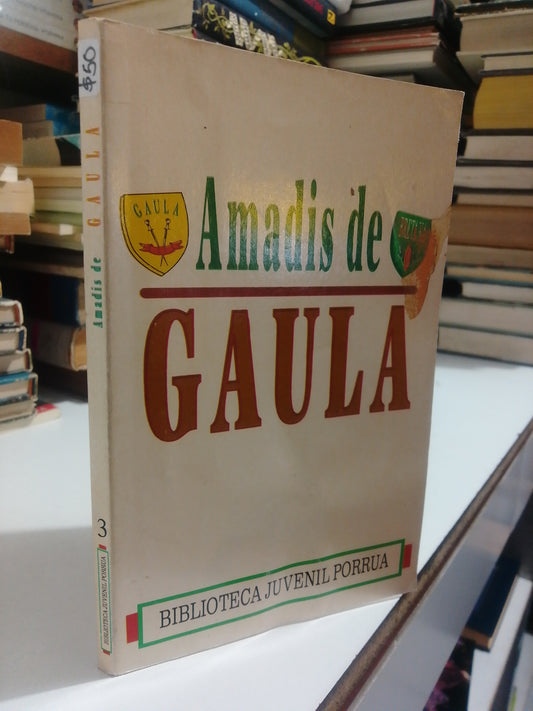 $50
Amadis de GAULA
3
BIBLIOTECA JUVENIL PORRUA
GAULA
Amadis de
GAULA
BIBLIOTECA JUVENIL PORRUA